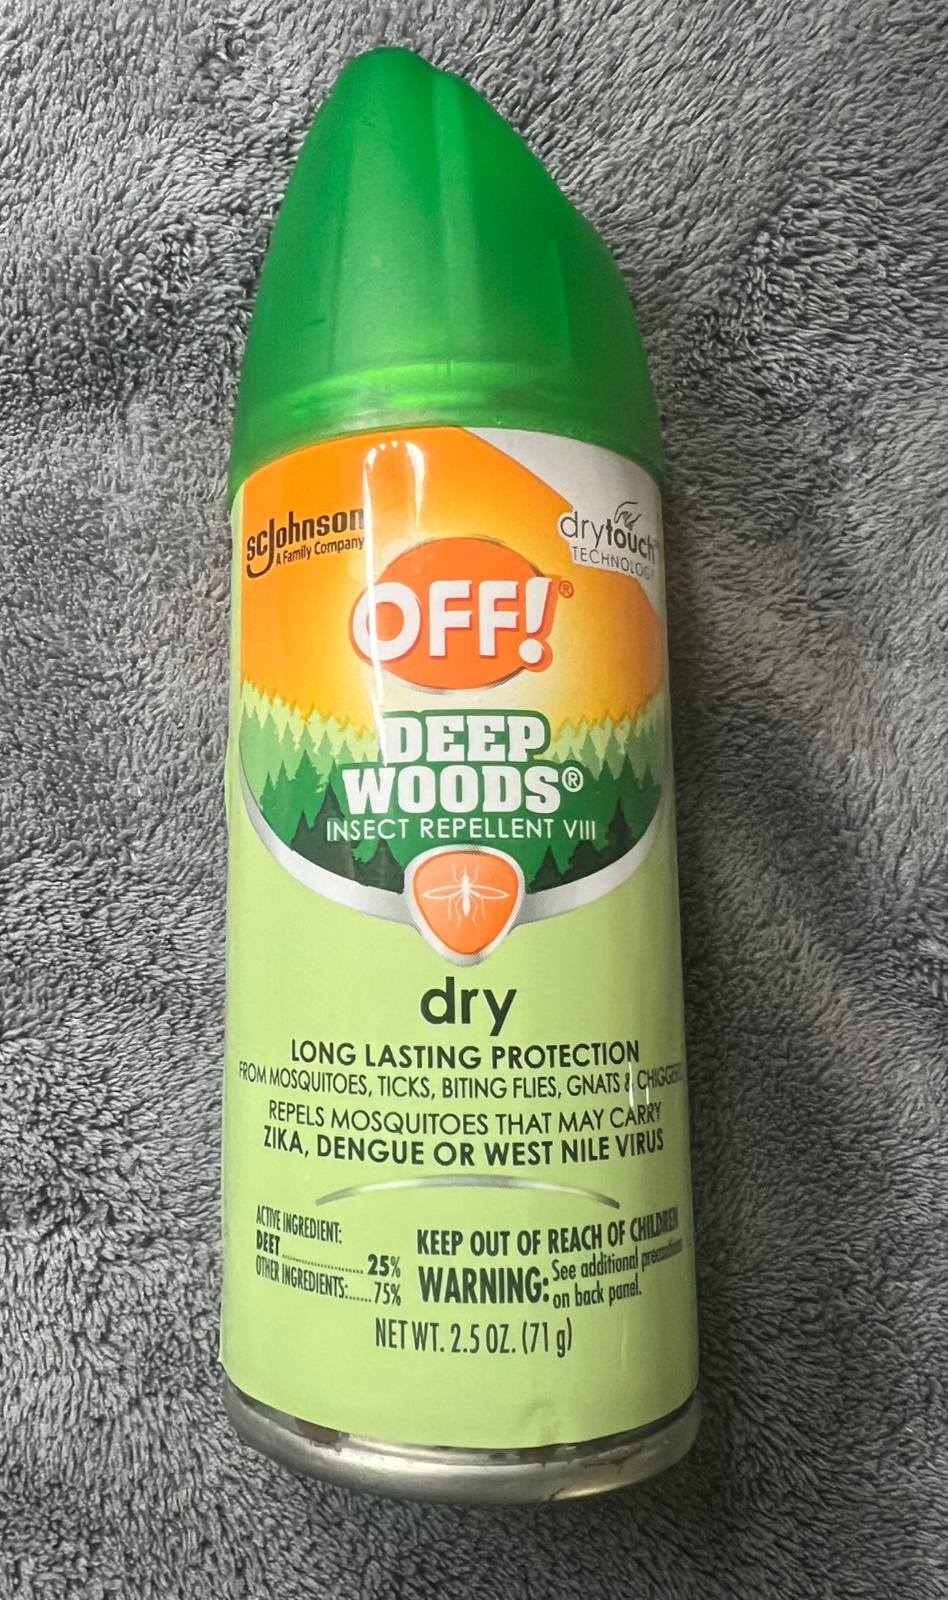 scjohnson
A Family Company
drytouch
TECHNOLOGY
OFF!®
DEEP
WOODS®
INSECT REPELLENT VIII
dry
LONG LASTING PROTECTION
FROM MOSQUITOES, TICKS, BITING FLIES, GNATS & CHIGGERS
REPELS MOSQUITOES THAT MAY CARRY
ZIKA, DENGUE OR WEST NILE VIRUS
ACTIVE INGREDIENT:
DEET.................... 25%
OTHER INGREDIENTS:......75%
KEEP OUT OF REACH OF CHILDREN
WARNING: See additional precautions
on back panel.
NET WT. 2.5 OZ. (71 g)